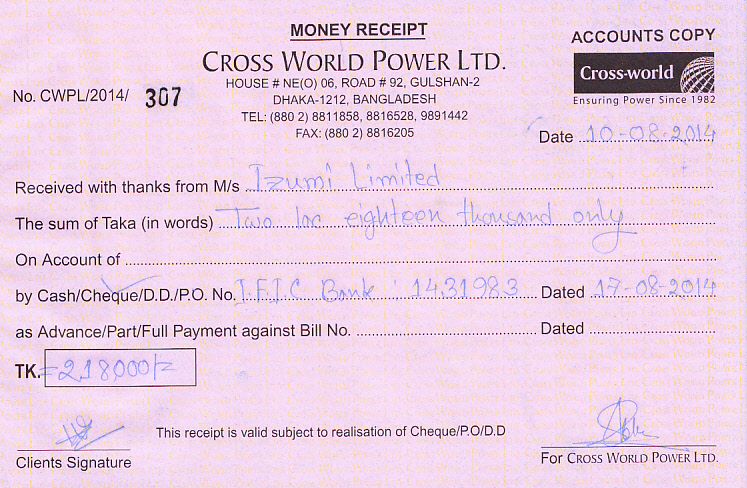 MONEY RECEIPT
ACCOUNTS COPY
CROSS WORLD POWER LTD.
Cross-world
Ensuring Power Since 1982
HOUSE # NE(O) 06, ROAD # 92, GULSHAN-2
DHAKA-1212, BANGLADESH
TEL: (880 2) 8811858, 8816528, 9891442
FAX: (880 2) 8816205
No. CWPL/2014/ 307
Date 10-08-2014
Received with thanks from M/s Izumi Limited
The sum of Taka (in words) Two lac eighteen thousand only
On Account of
by Cash/Cheque/D.D./P.O. No. I.F.I.C Bank : 1431983 Dated 17-08-2014
as Advance/Part/Full Payment against Bill No. Dated
TK. =218,000/=
This receipt is valid subject to realisation of Cheque/P.O/D.D
Clients Signature
For CROSS WORLD POWER LTD.